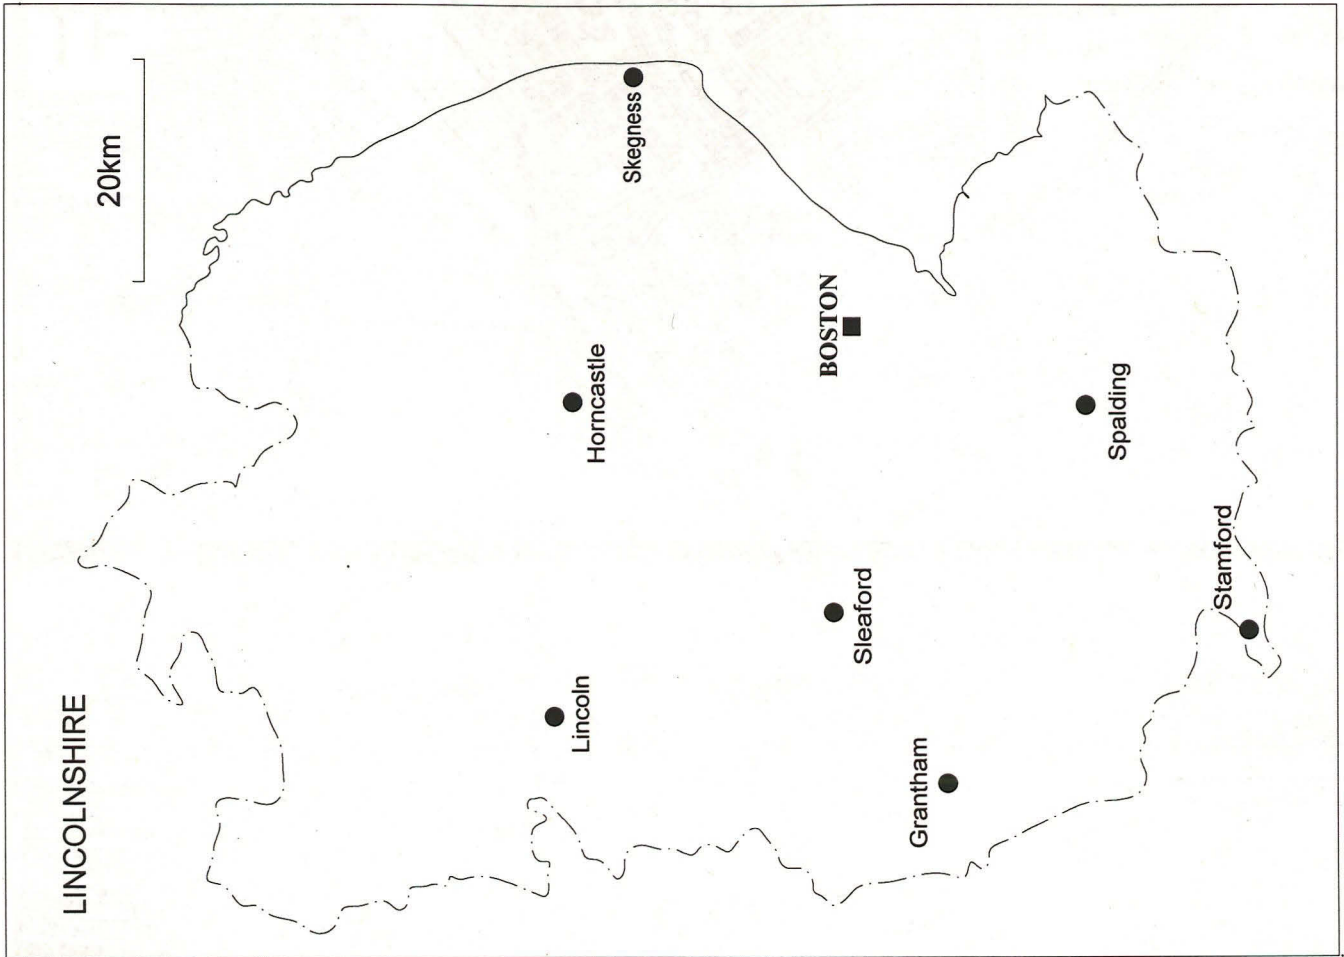 LINCOLNSHIRE
20km
Skegness
Horncastle
Lincoln
BOSTON
Sleaford
Grantham
Spalding
Stamford